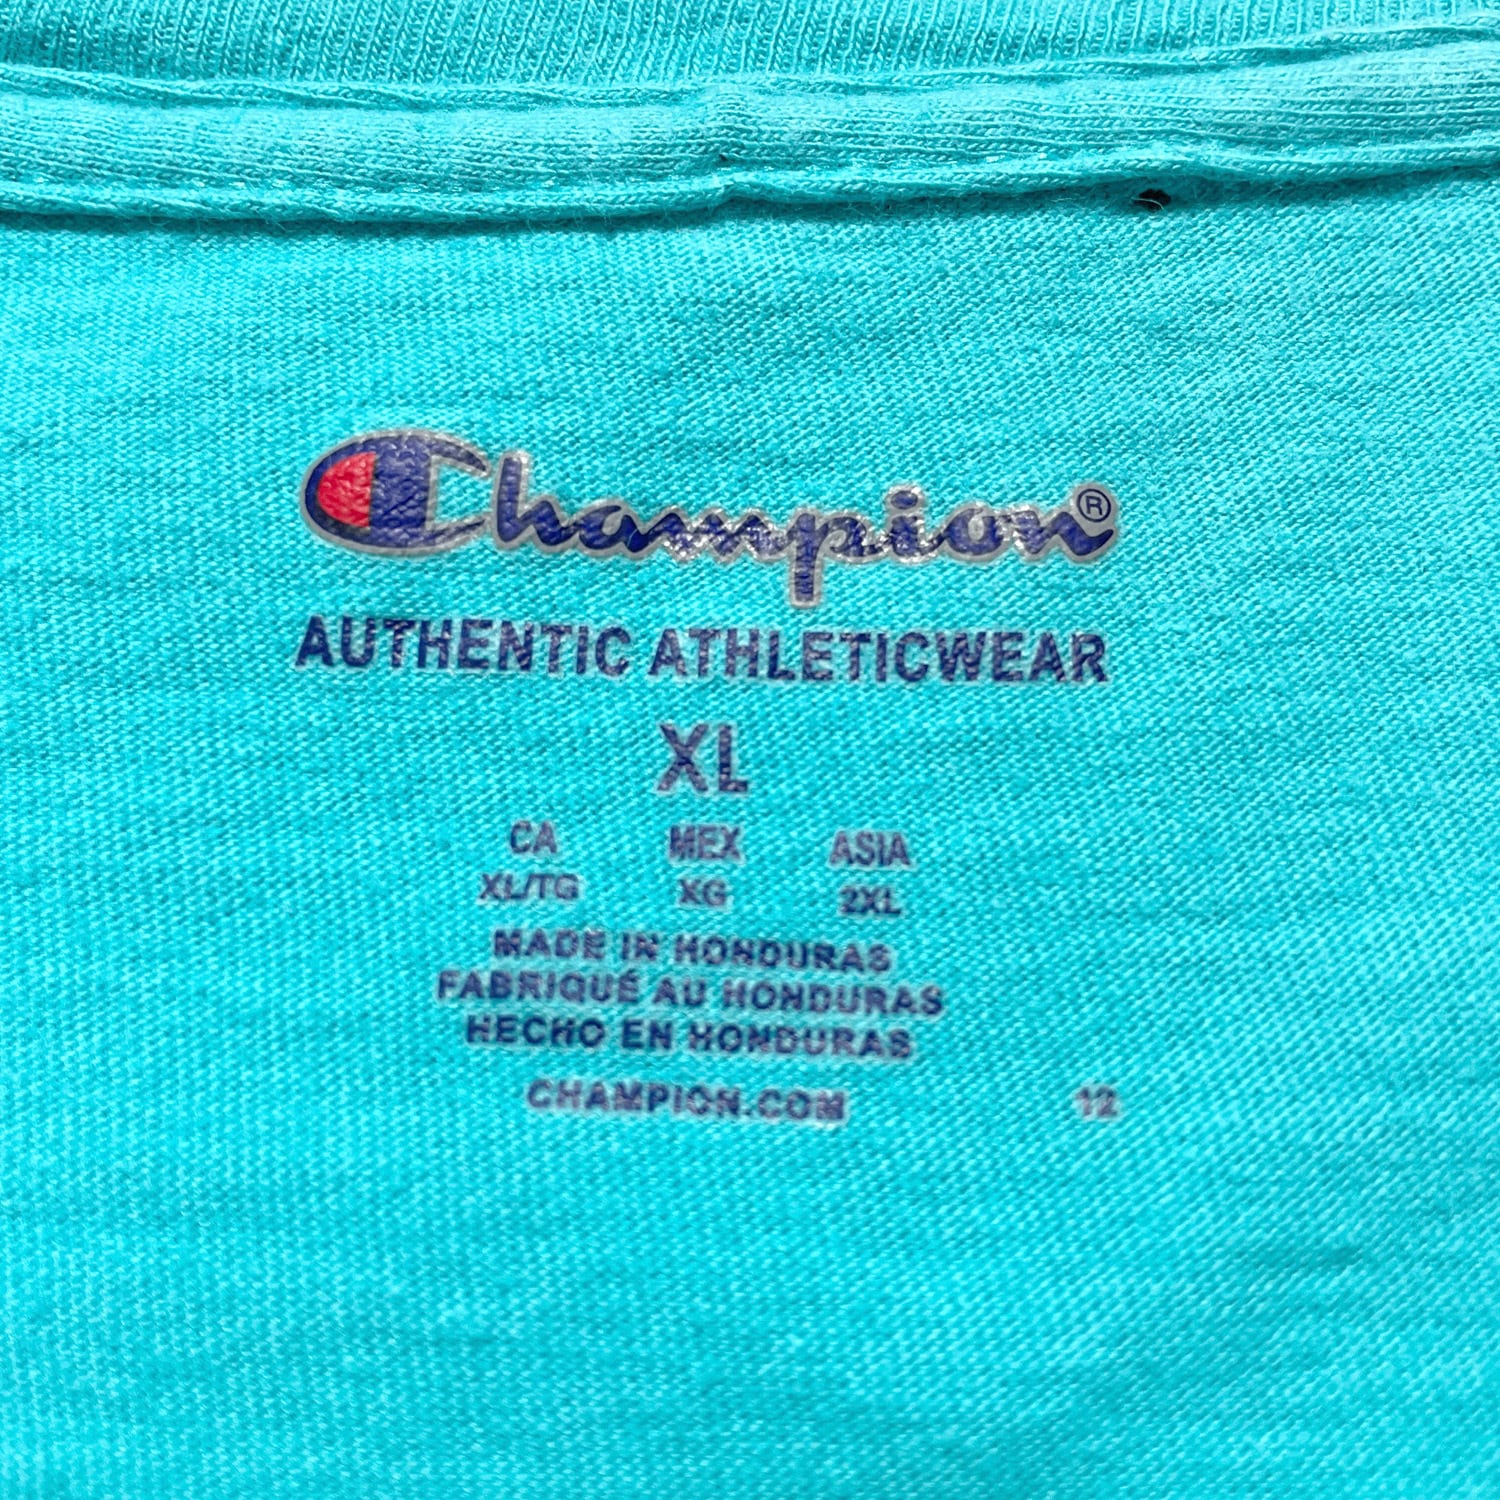 Champion®
AUTHENTIC ATHLETICWEAR
XL
CA MEX ASIA
XL/TG XG 2XL
MADE IN HONDURAS
FABRIQUÉ AU HONDURAS
HECHO EN HONDURAS
CHAMPION.COM 12